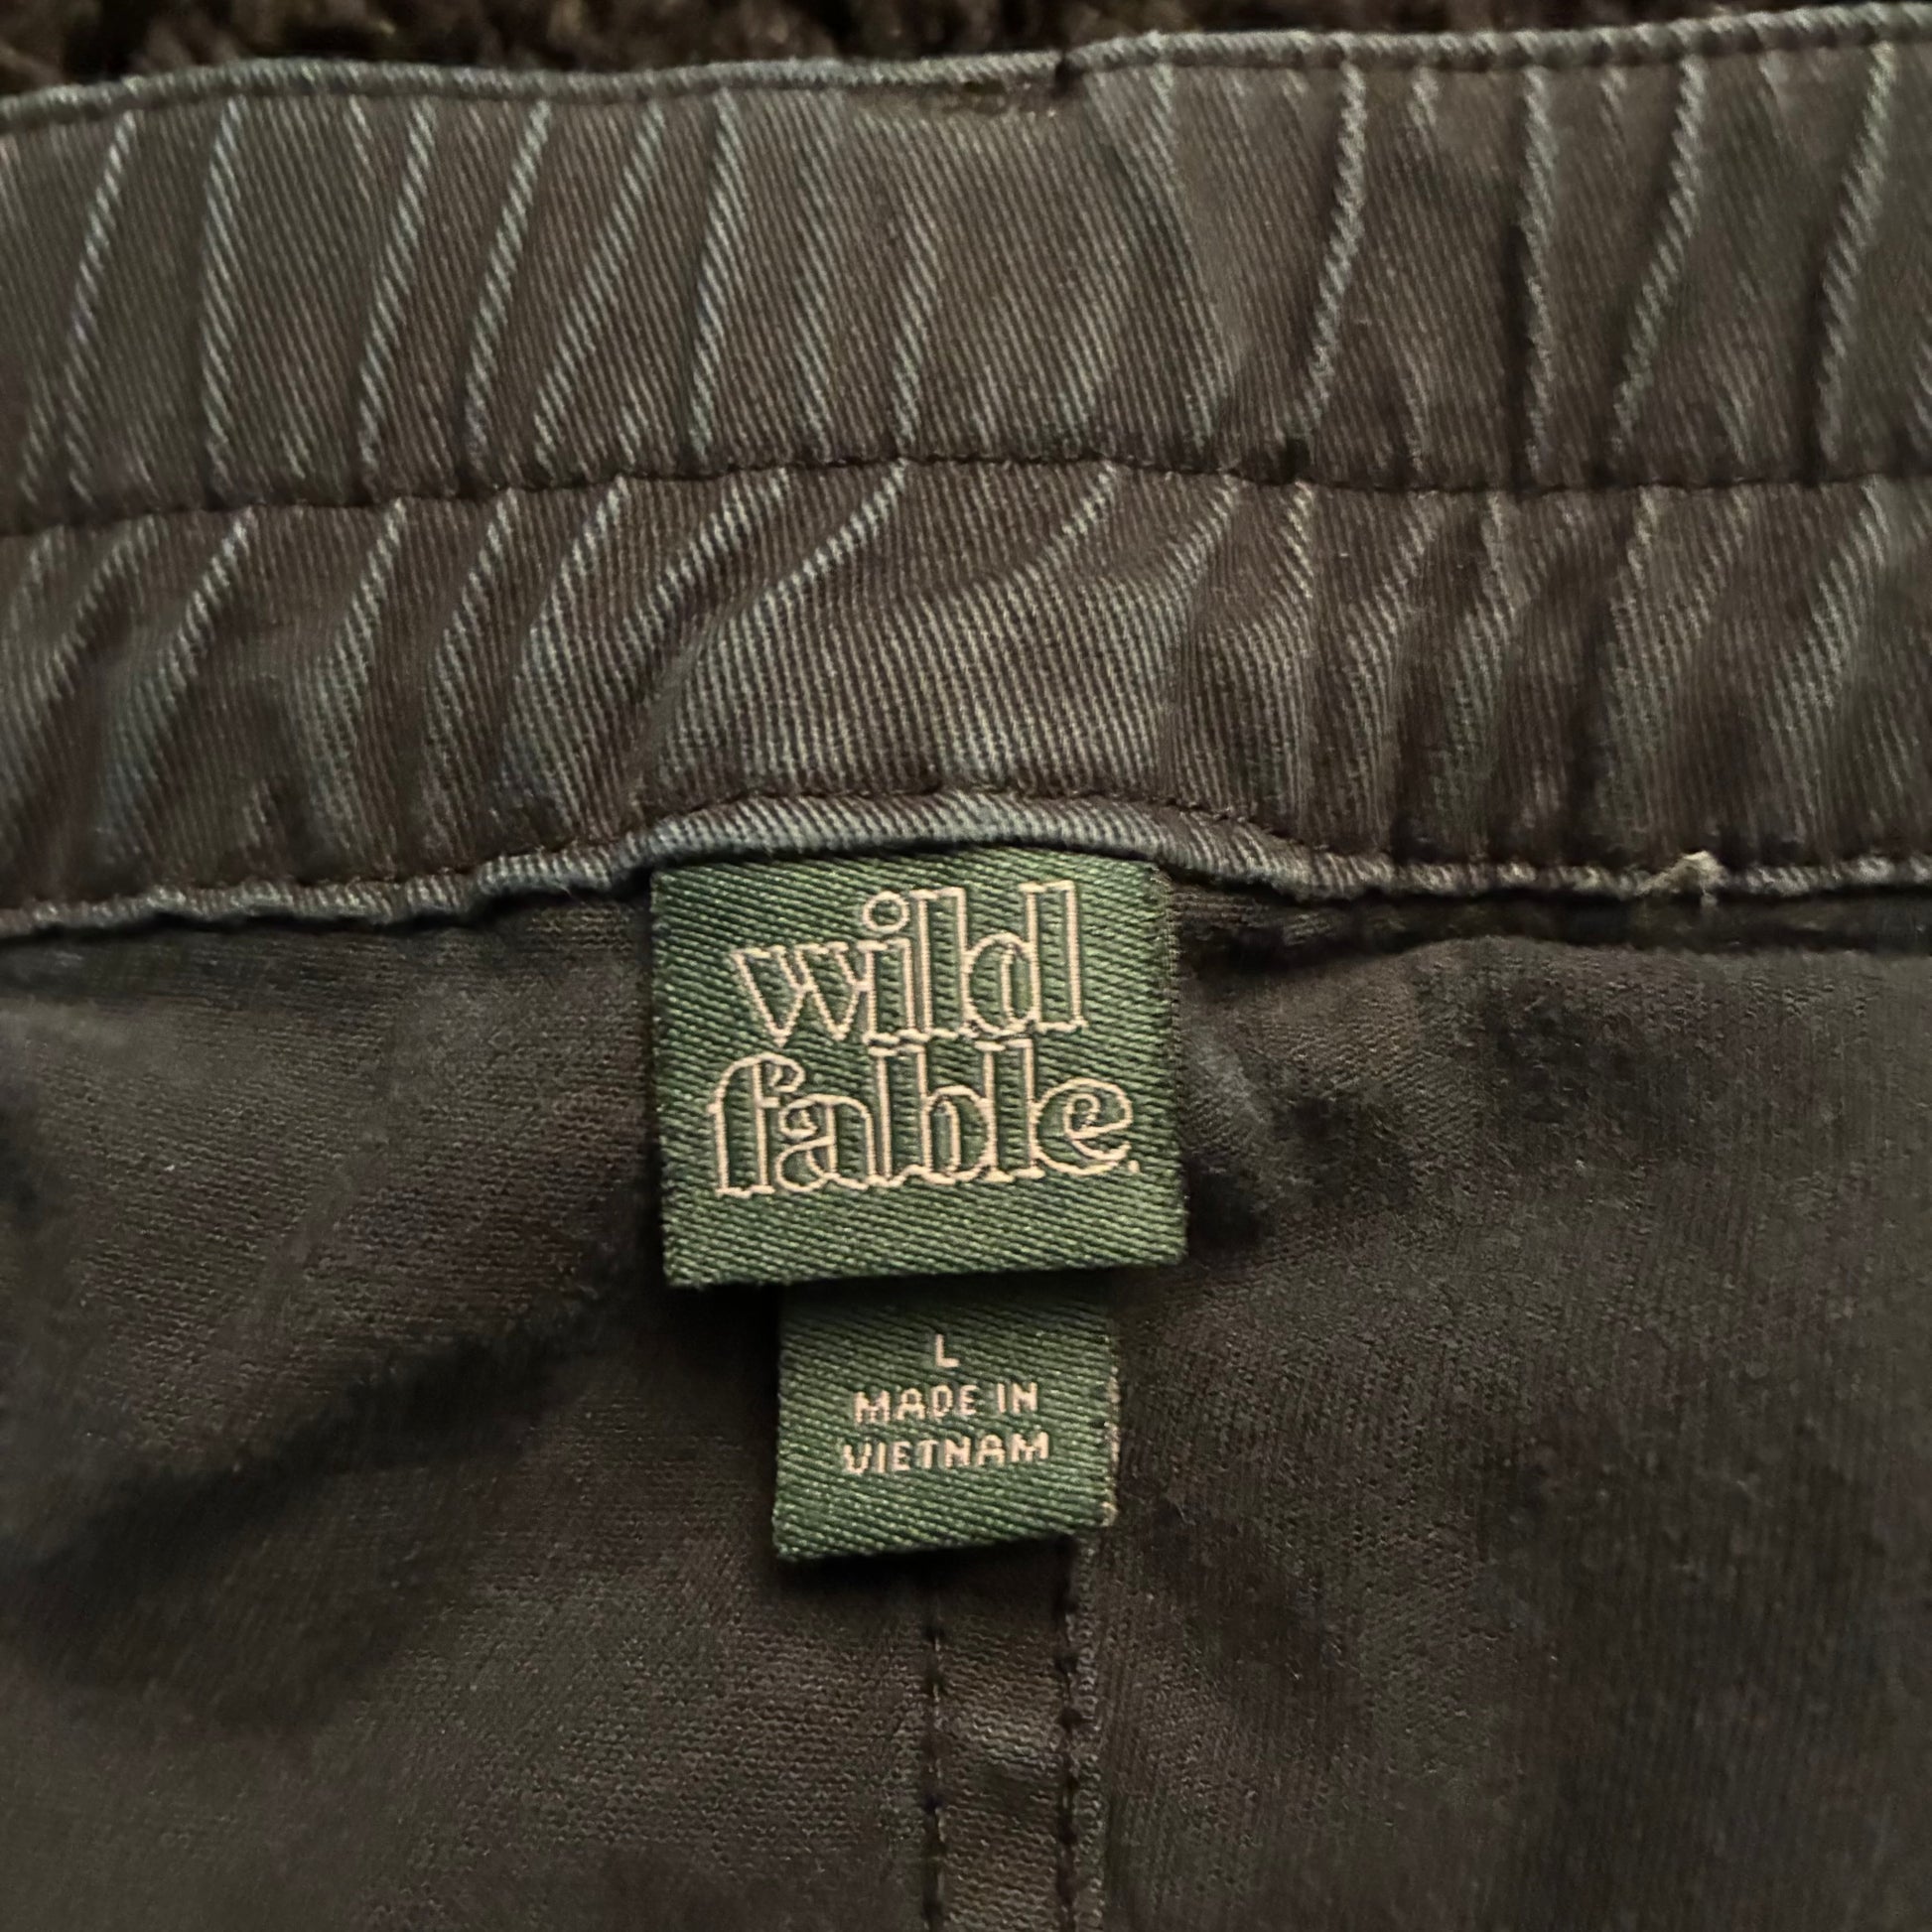 wild
fable.
L
MADE IN
VIETNAM